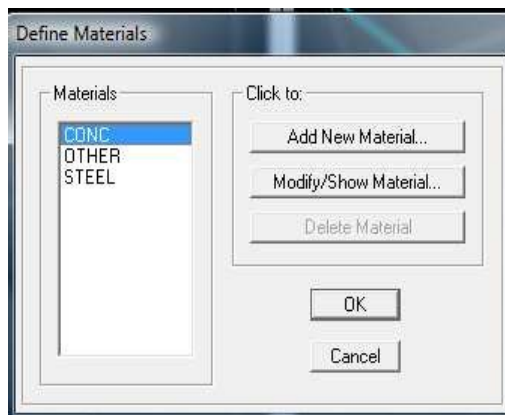 Define Materials
Materials
CONC
OTHER
STEEL
Click to:
Add New Material...
Modify/Show Material...
Delete Material
OK
Cancel